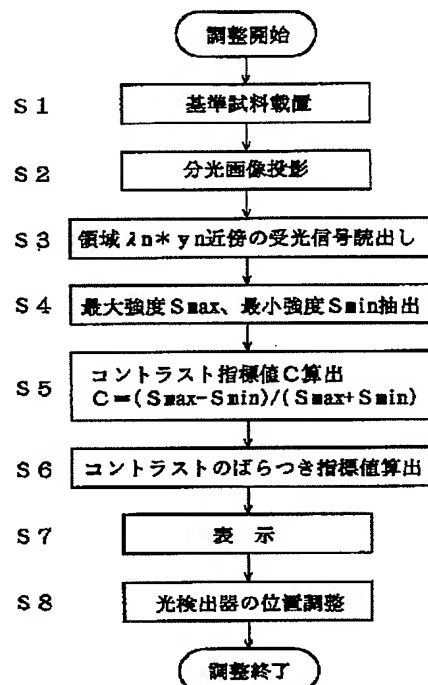 調整開始
S1 基準試料載置
S2 分光画像投影
S3 領域λn*yn近傍の受光信号読出し
S4 最大強度Smax、最小強度Smin抽出
S5 コントラスト指標値C算出
C=(Smax-Smin)/(Smax+Smin)
S6 コントラストのばらつき指標値算出
S7 表 示
S8 光検出器の位置調整
調整終了